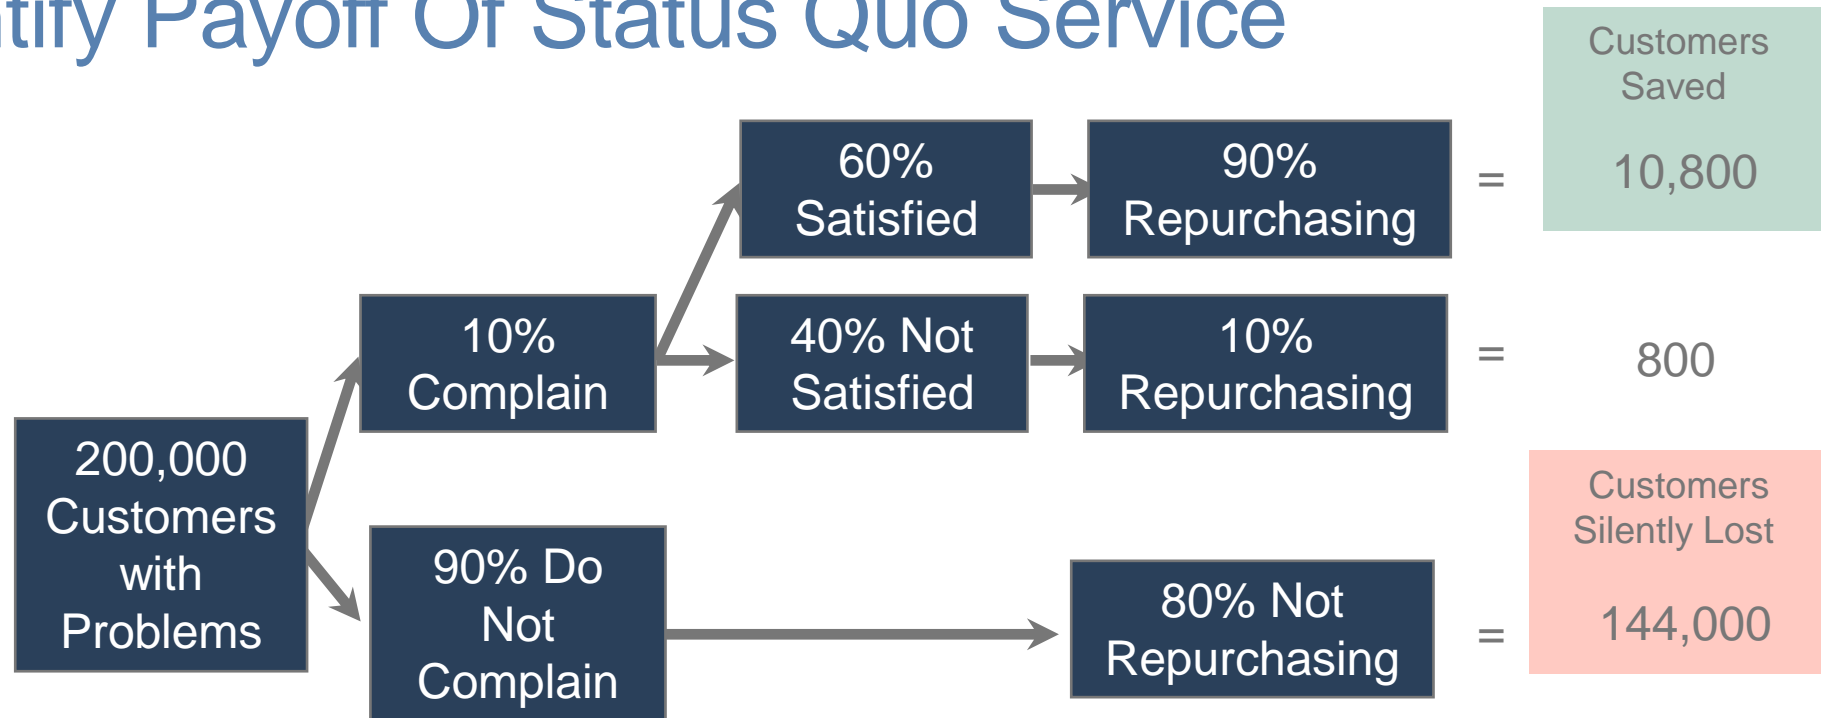 Payoff Of Status Quo Service
Customers
Saved
10,800
60%
Satisfied
90%
Repurchasing
=
10%
Complain
40% Not
Satisfied
10%
Repurchasing
=
800
200,000
Customers
with
Problems
90% Do
Not
Complain
80% Not
Repurchasing
=
Customers
Silently Lost
144,000